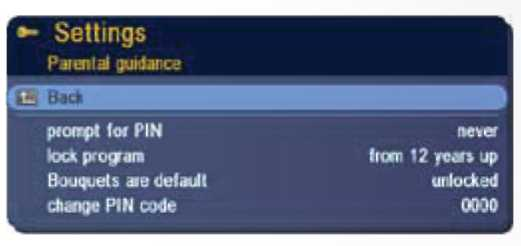 Settings
Parental guidance
Back
prompt for PIN never
lock program from 12 years up
Bouquets are default unlocked
change PIN code 0000